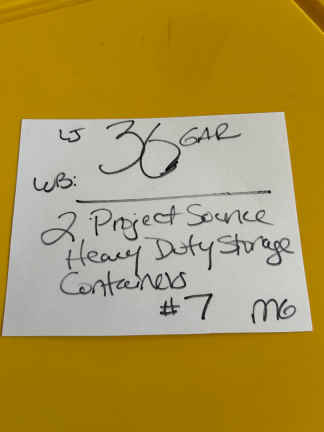 LJ 36 GAR
WB:
2 Project Source
Heavy Duty Storage
Containers
#7 MG